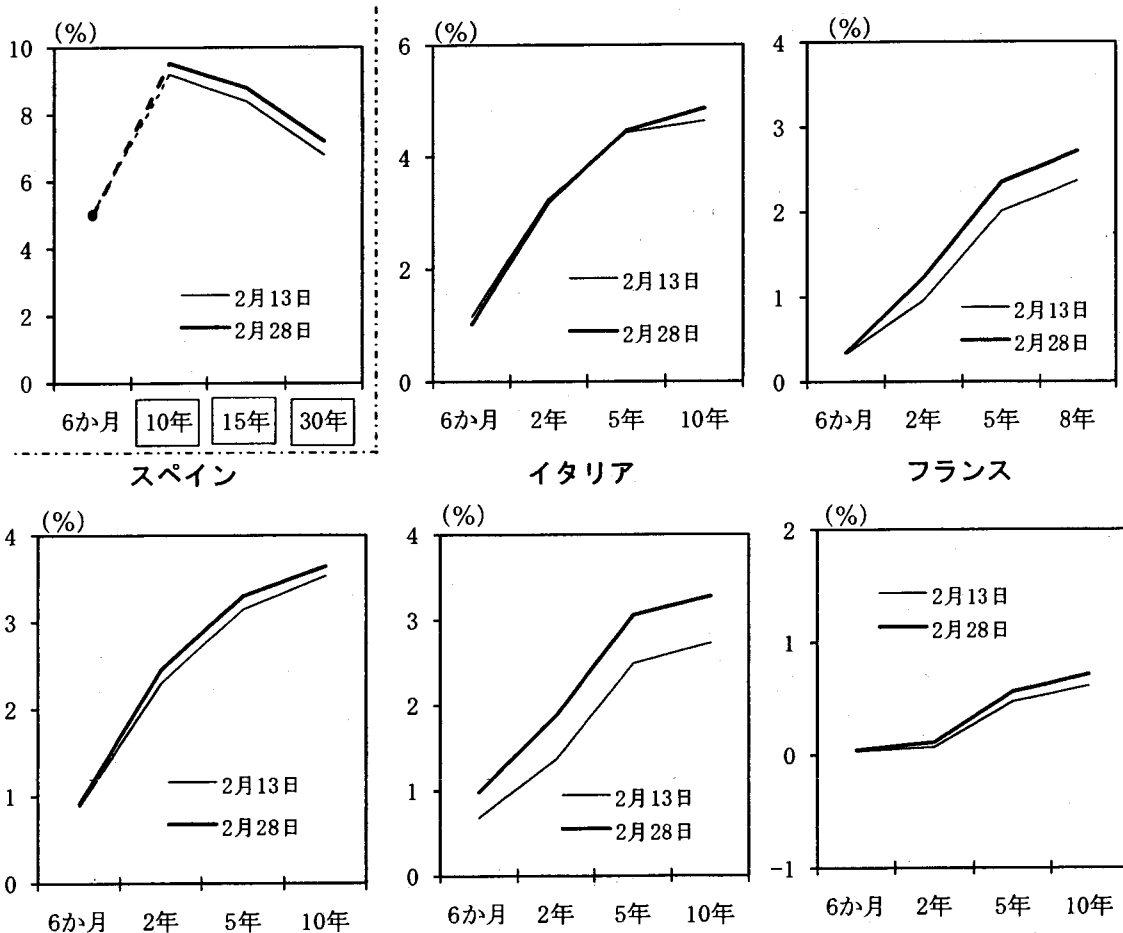 (%)
10
8
6
4
2
0
2月13日
2月28日
6か月 10年 15年 30年
(%)
6
4
2
0
2月13日
2月28日
6か月 2年 5年 10年
(%)
4
3
2
1
0
2月13日
2月28日
6か月 2年 5年 8年
スペイン イタリア フランス
(%)
4
3
2
1
0
2月13日
2月28日
6か月 2年 5年 10年
(%)
4
3
2
1
0
2月13日
2月28日
6か月 2年 5年 10年
(%)
2
1
0
-1
2月13日
2月28日
6か月 2年 5年 10年